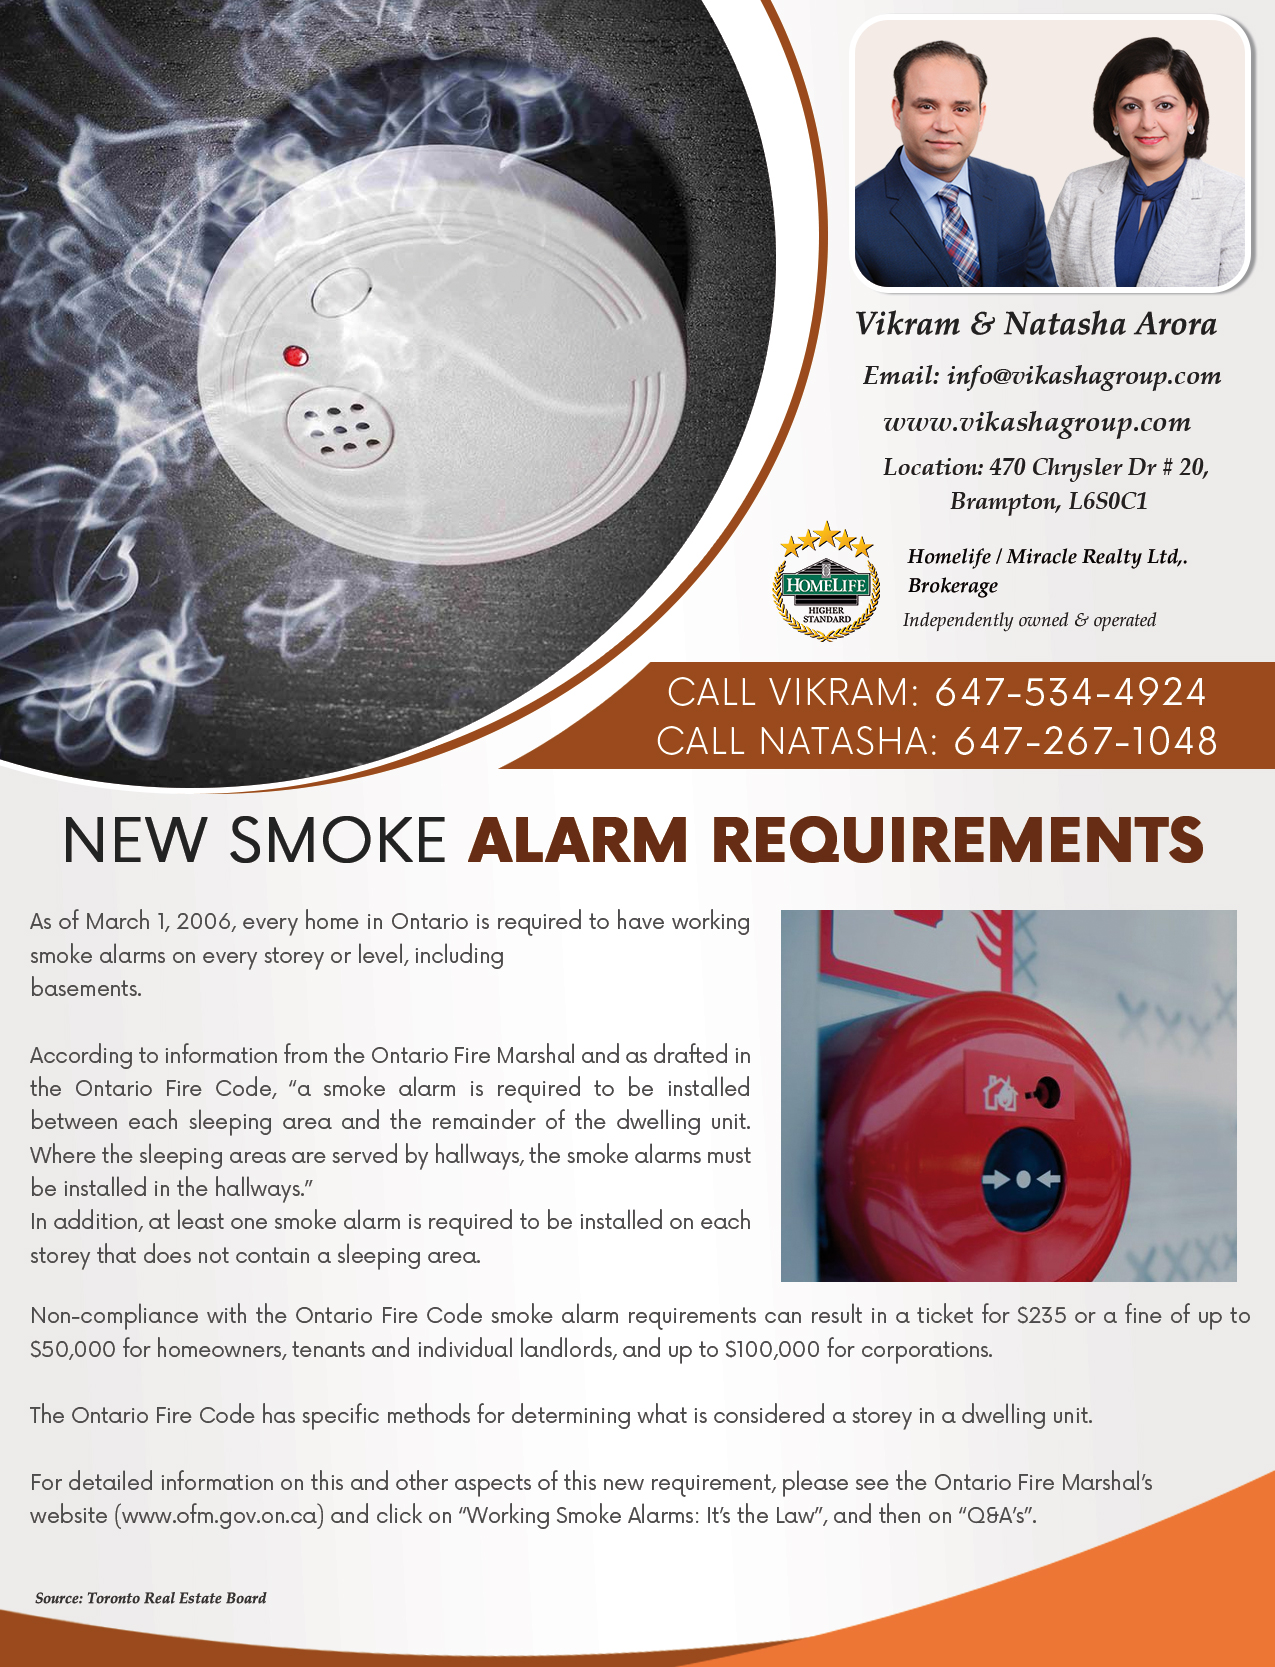 Vikram & Natasha Arora
Email: info@vikashagroup.com
www.vikashagroup.com
Location: 470 Chrysler Dr # 20,
Brampton, L6S0C1
HOMELIFE
HIGHER
STANDARD
Homelife / Miracle Realty Ltd,.
Brokerage
Independently owned & operated
CALL VIKRAM: 647-534-4924
CALL NATASHA: 647-267-1048
NEW SMOKE ALARM REQUIREMENTS
As of March 1, 2006, every home in Ontario is required to have working
smoke alarms on every storey or level, including
basements.
According to information from the Ontario Fire Marshal and as drafted in
the Ontario Fire Code, “a smoke alarm is required to be installed
between each sleeping area and the remainder of the dwelling unit.
Where the sleeping areas are served by hallways, the smoke alarms must
be installed in the hallways.”
In addition, at least one smoke alarm is required to be installed on each
storey that does not contain a sleeping area.
Non-compliance with the Ontario Fire Code smoke alarm requirements can result in a ticket for $235 or a fine of up to
$50,000 for homeowners, tenants and individual landlords, and up to $100,000 for corporations.
The Ontario Fire Code has specific methods for determining what is considered a storey in a dwelling unit.
For detailed information on this and other aspects of this new requirement, please see the Ontario Fire Marshal’s
website (www.ofm.gov.on.ca) and click on “Working Smoke Alarms: It’s the Law”, and then on “Q&A’s”.
Source: Toronto Real Estate Board